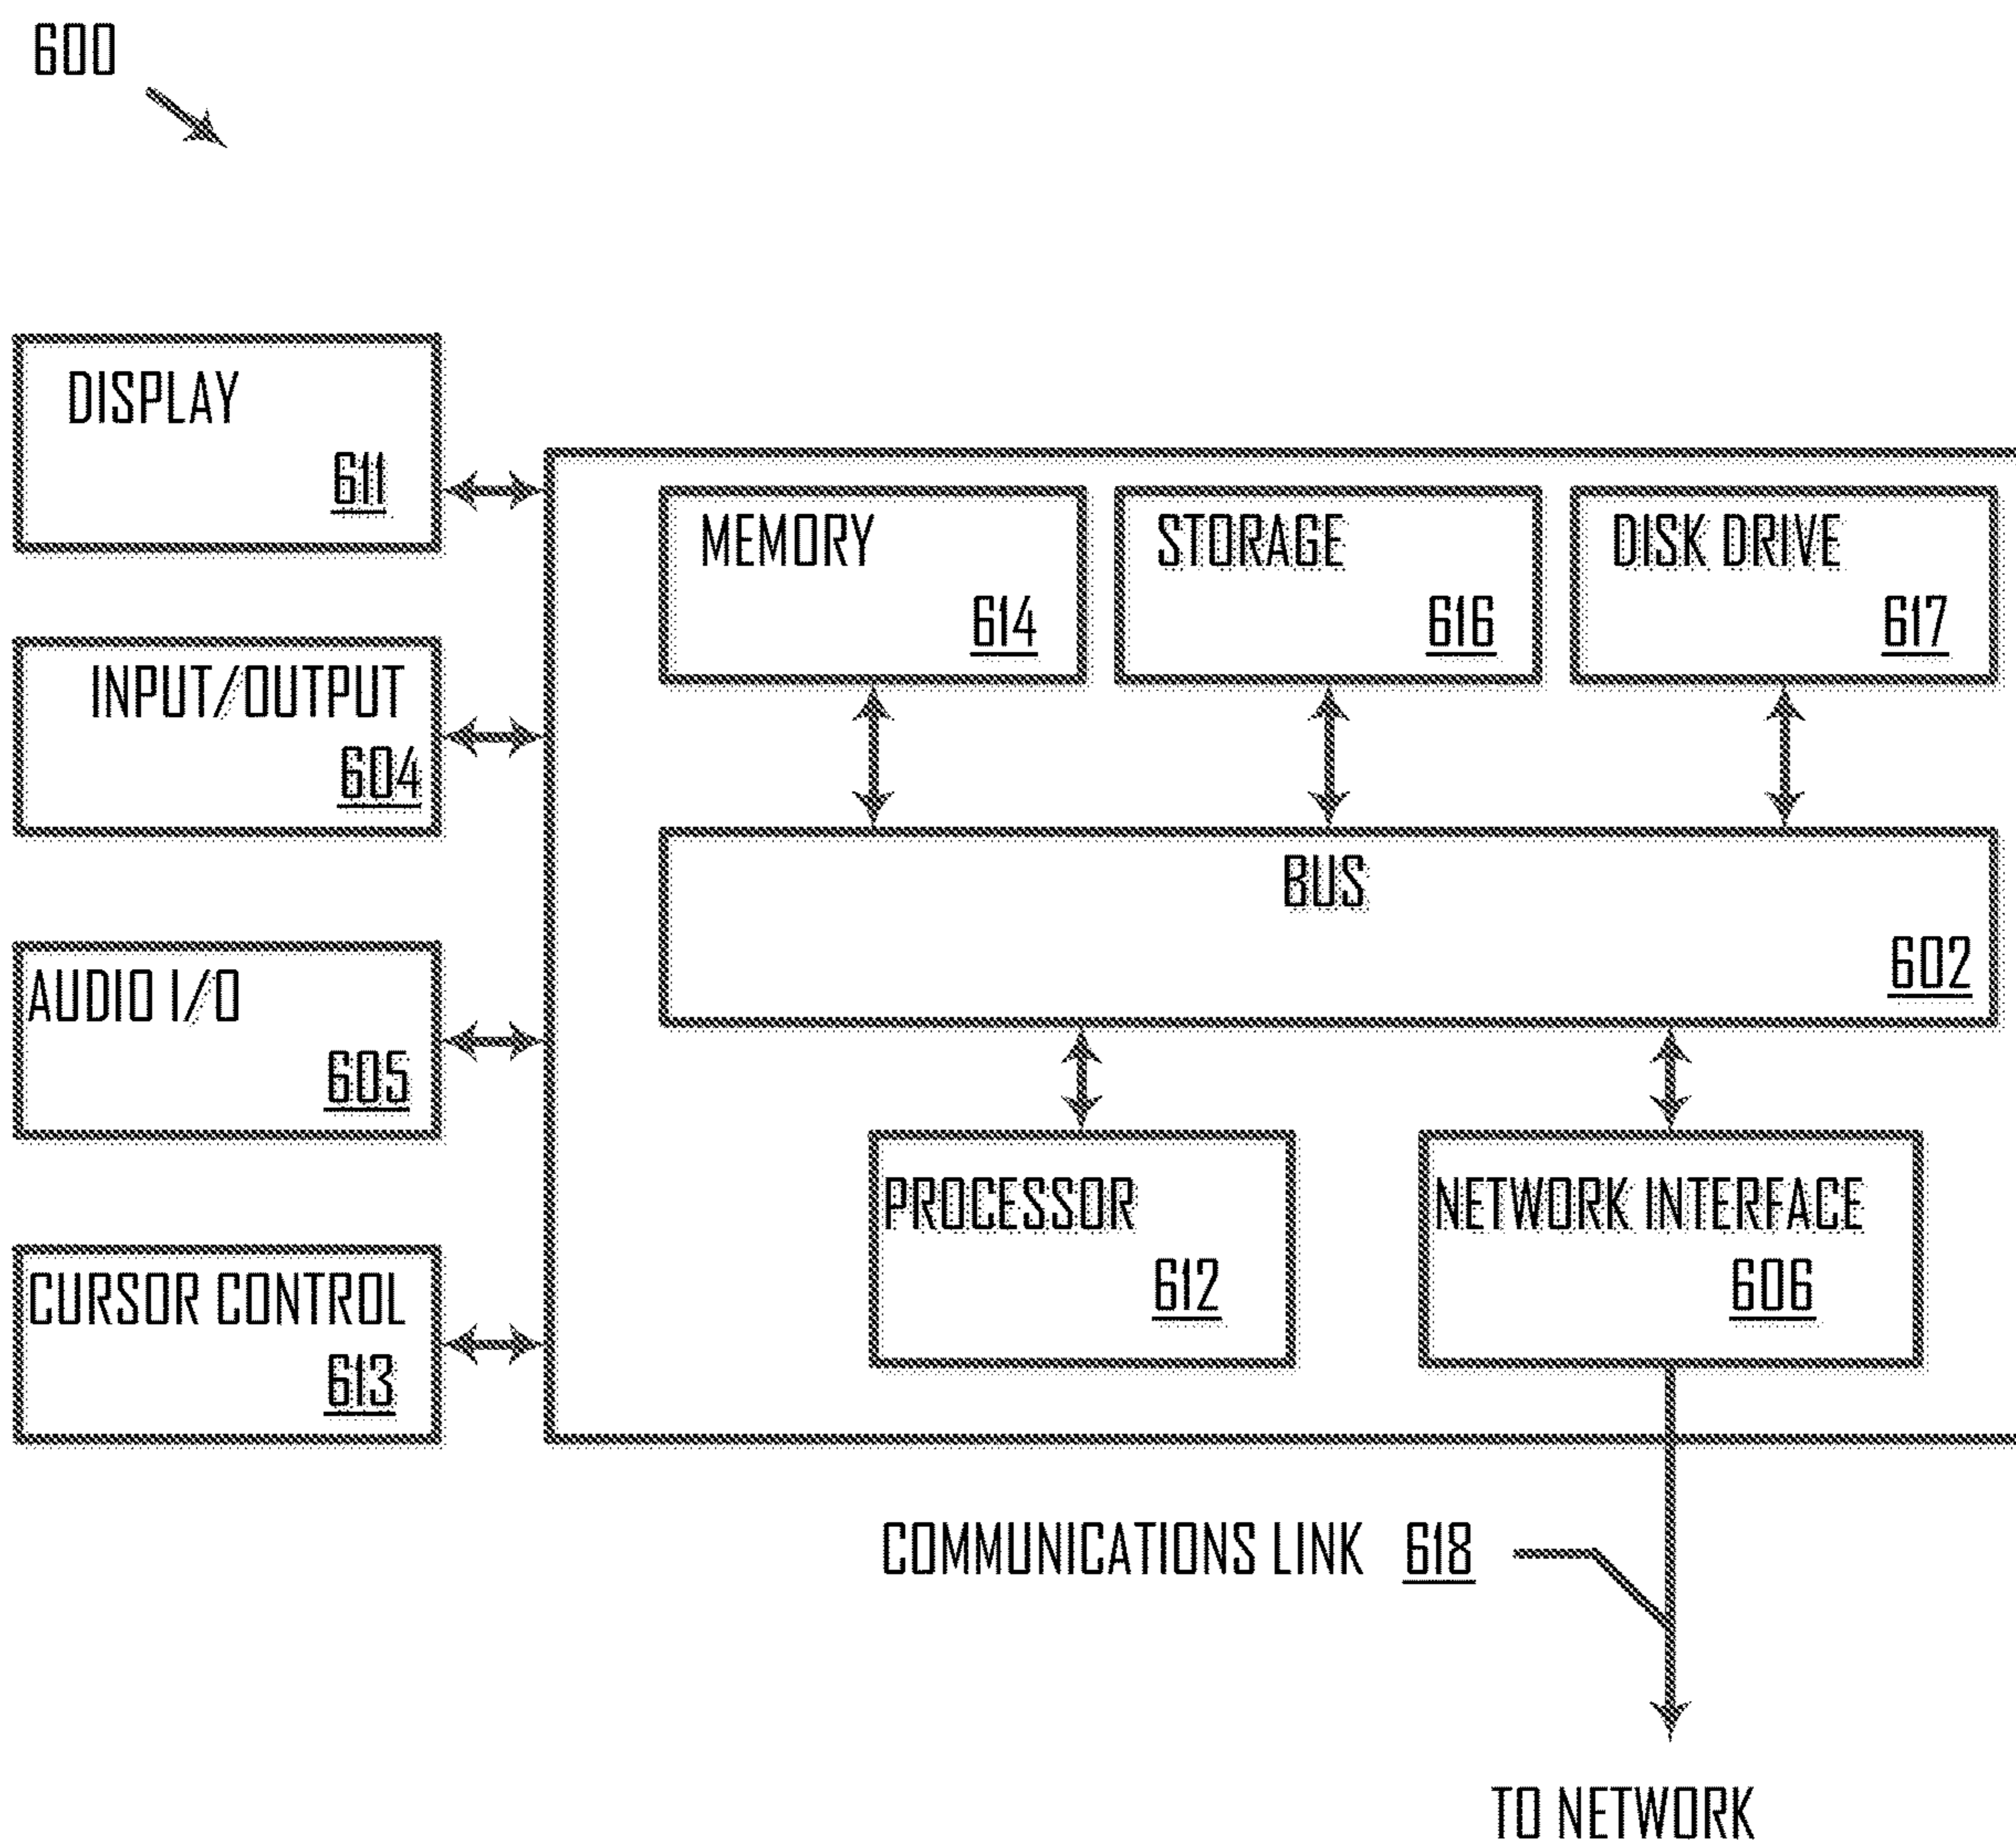 600
DISPLAY
611
INPUT/OUTPUT
604
AUDIO I/O
605
CURSOR CONTROL
613
MEMORY
614
STORAGE
616
DISK DRIVE
617
BUS
602
PROCESSOR
612
NETWORK INTERFACE
606
COMMUNICATIONS LINK 618
TO NETWORK